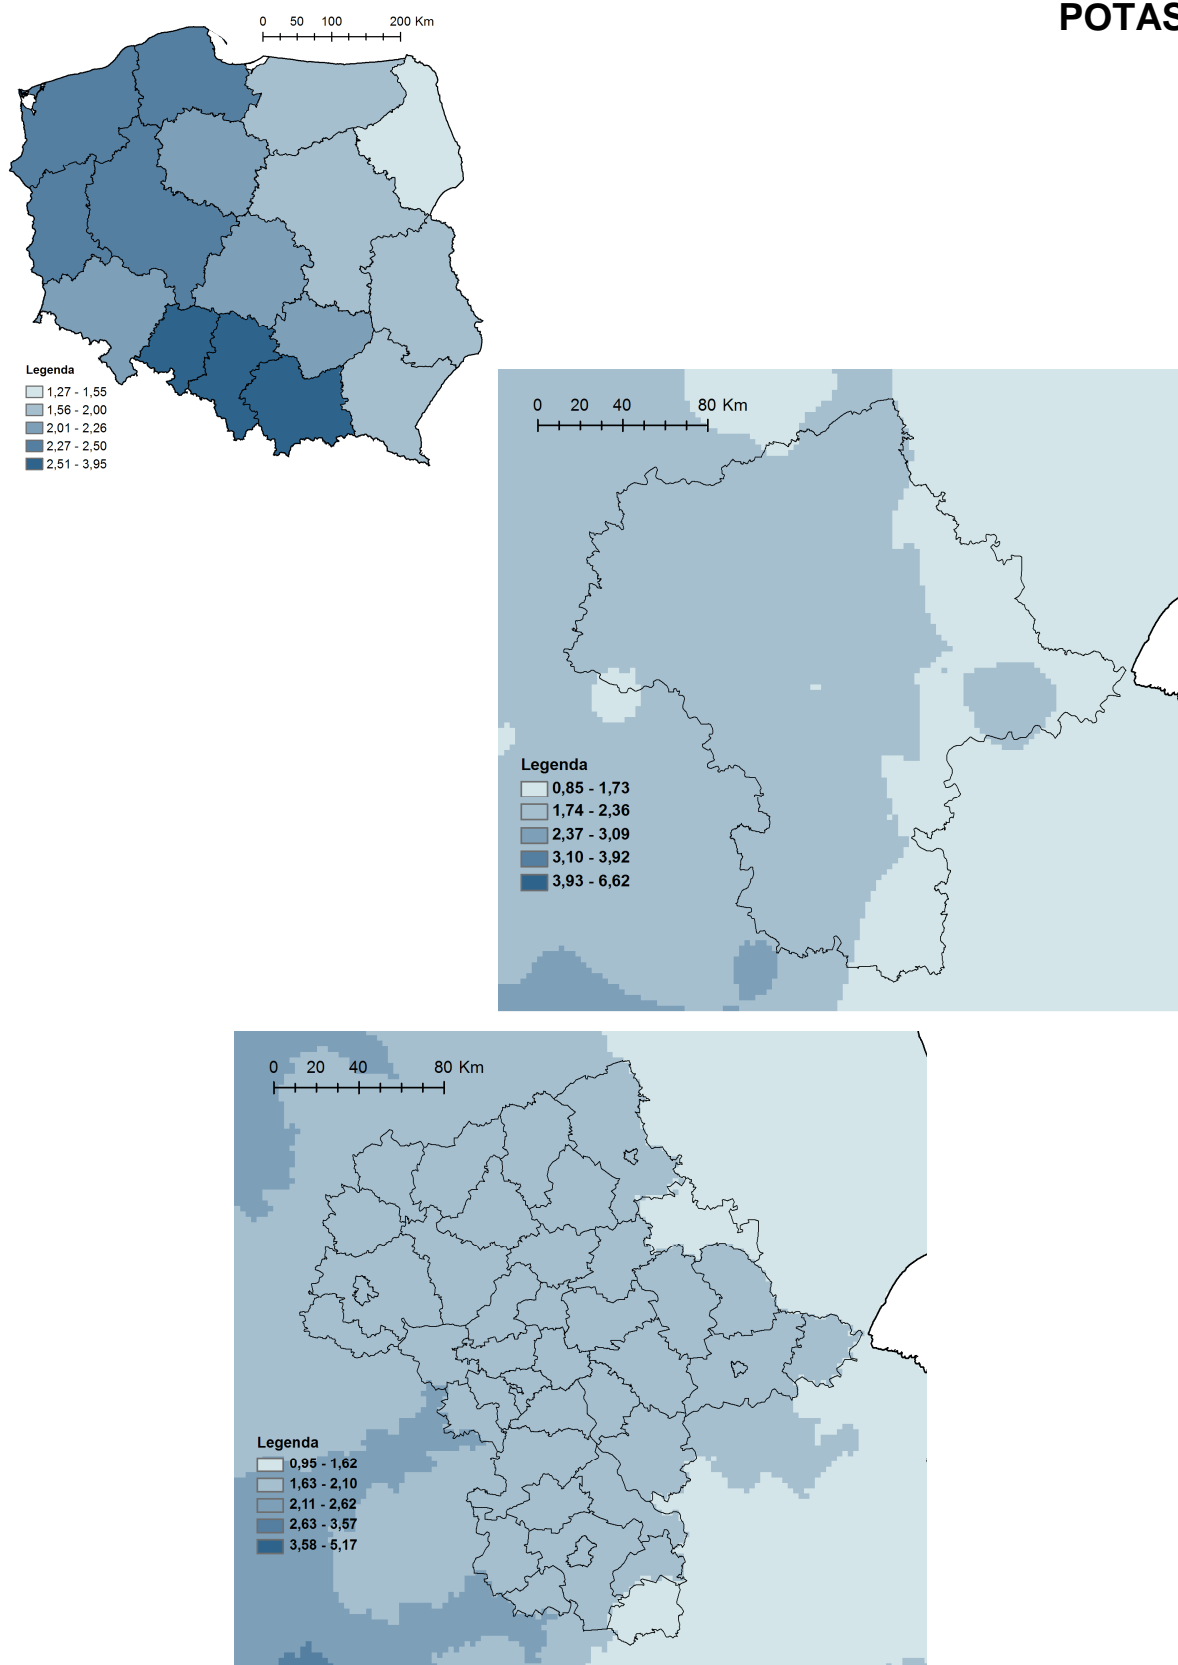 POTAS
0 50 100 200 Km
Legenda
1,27 - 1,55
1,56 - 2,00
2,01 - 2,26
2,27 - 2,50
2,51 - 3,95
0 20 40 80 Km
Legenda
0,85 - 1,73
1,74 - 2,36
2,37 - 3,09
3,10 - 3,92
3,93 - 6,62
0 20 40 80 Km
Legenda
0,95 - 1,62
1,63 - 2,10
2,11 - 2,62
2,63 - 3,57
3,58 - 5,17